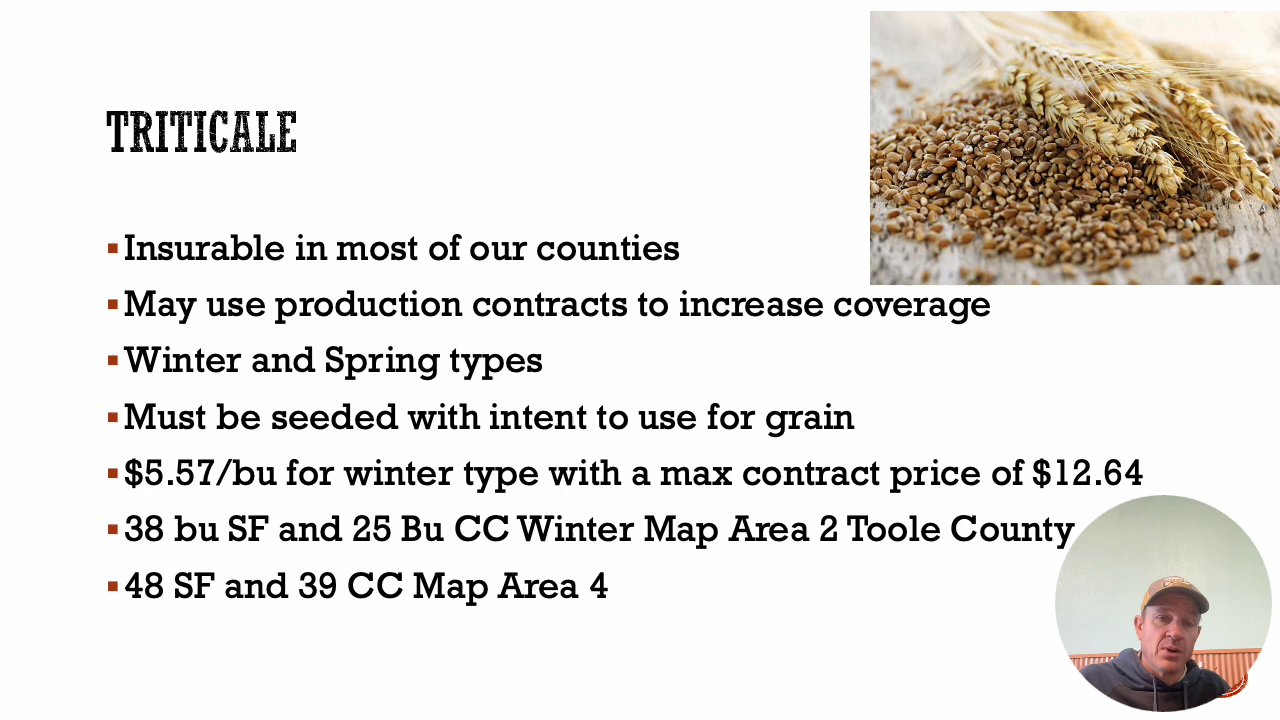 TRITICALE
Insurable in most of our counties
May use production contracts to increase coverage
Winter and Spring types
Must be seeded with intent to use for grain
$5.57/bu for winter type with a max contract price of $12.64
38 bu SF and 25 Bu CC Winter Map Area 2 Toole County
48 SF and 39 CC Map Area 4